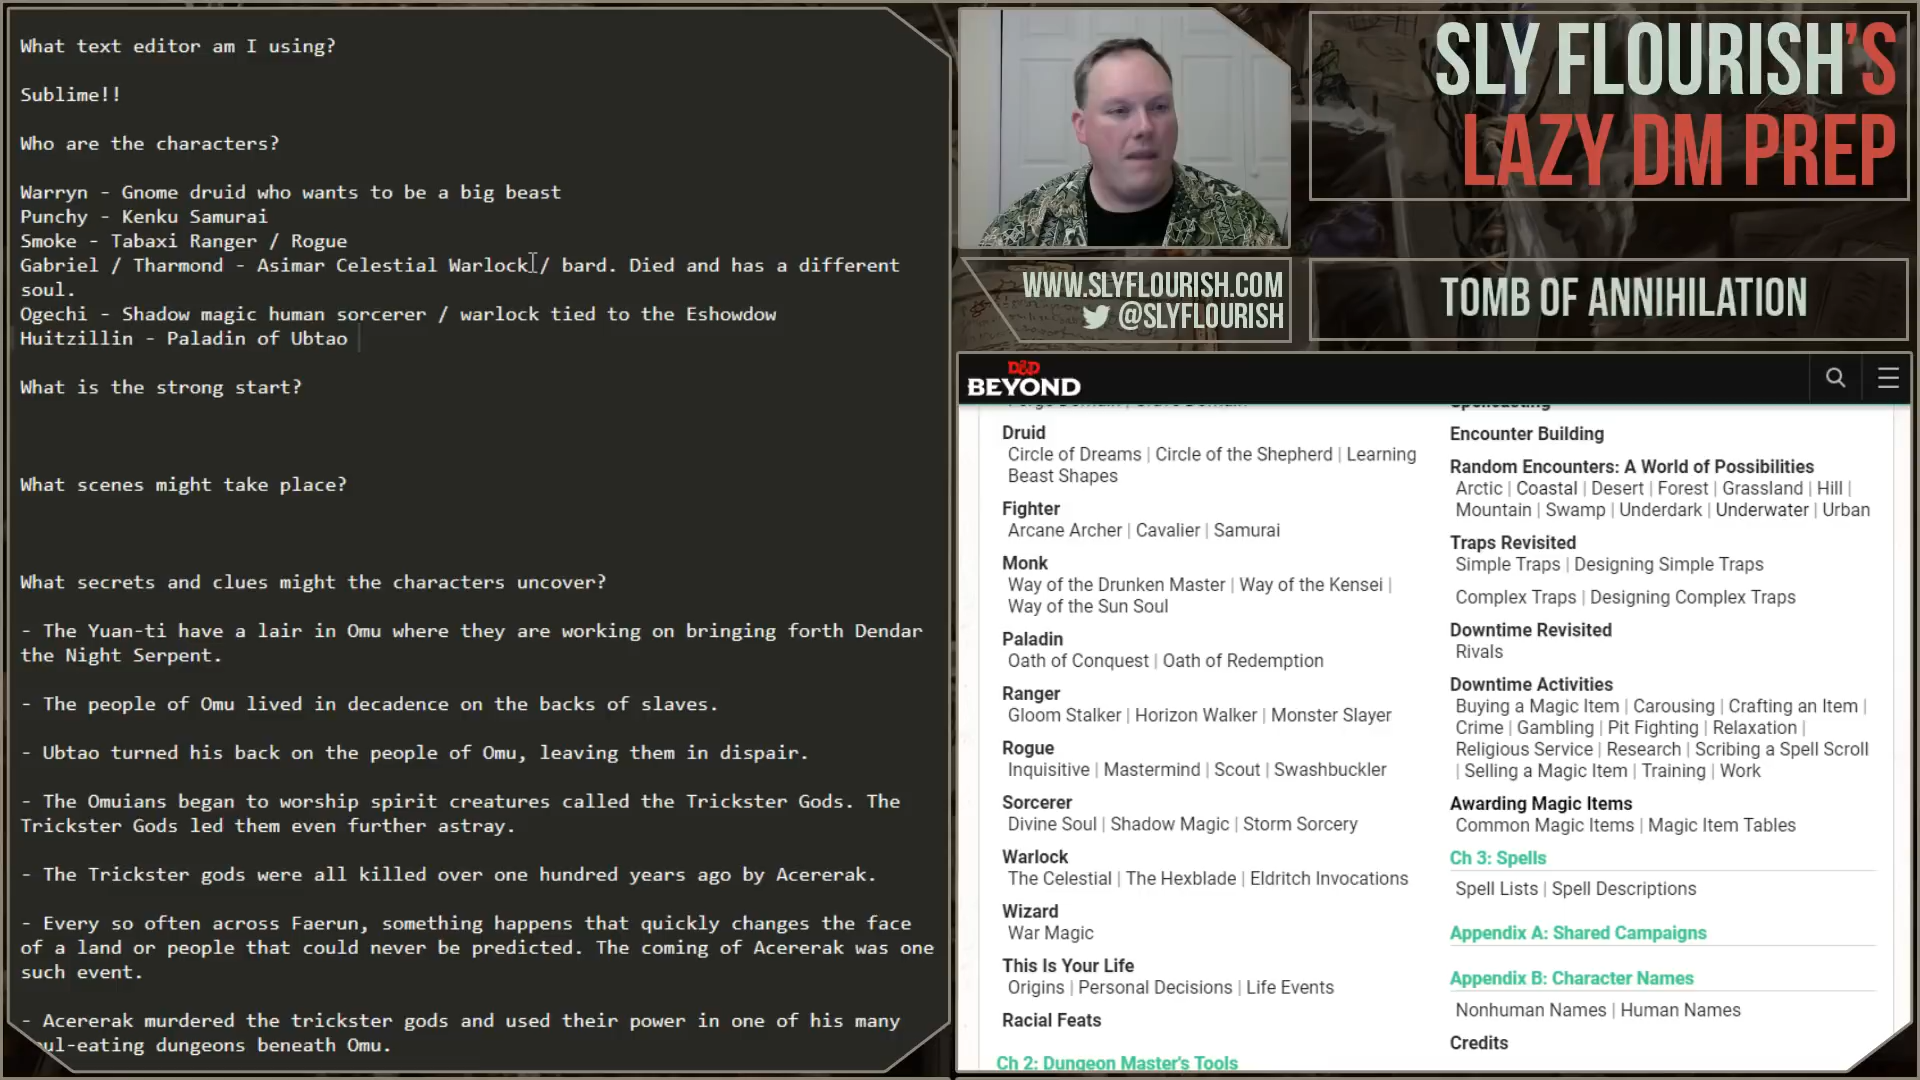 What text editor am I using?
Sublime!!
Who are the characters?
Warryn - Gnome druid who wants to be a big beast
Punchy - Kenku Samurai
Smoke - Tabaxi Ranger / Rogue
Gabriel / Tharmond - Asimar Celestial Warlock / bard. Died and has a different
soul.
Ogechi - Shadow magic human sorcerer / warlock tied to the Eshowdow
Huitzillin - Paladin of Ubtao
What is the strong start?
What scenes might take place?
What secrets and clues might the characters uncover?
- The Yuan-ti have a lair in Omu where they are working on bringing forth Dendar
the Night Serpent.
- The people of Omu lived in decadence on the backs of slaves.
- Ubtao turned his back on the people of Omu, leaving them in dispair.
- The Omuians began to worship spirit creatures called the Trickster Gods. The
Trickster Gods led them even further astray.
- The Trickster gods were all killed over one hundred years ago by Acererak.
- Every so often across Faerun, something happens that quickly changes the face
of a land or people that could never be predicted. The coming of Acererak was one
such event.
- Acererak murdered the trickster gods and used their power in one of his many
ul-eating dungeons beneath Omu.
SLY FLOURISH'S
LAZY DM PREP
WWW.SLYFLOURISH.COM
@SLYFLOURISH
TOMB OF ANNIHILATION
D&D
BEYOND
Druid
Circle of Dreams | Circle of the Shepherd | Learning
Beast Shapes
Fighter
Arcane Archer | Cavalier | Samurai
Monk
Way of the Drunken Master | Way of the Kensei |
Way of the Sun Soul
Paladin
Oath of Conquest | Oath of Redemption
Ranger
Gloom Stalker | Horizon Walker | Monster Slayer
Rogue
Inquisitive | Mastermind | Scout | Swashbuckler
Sorcerer
Divine Soul | Shadow Magic | Storm Sorcery
Warlock
The Celestial | The Hexblade | Eldritch Invocations
Wizard
War Magic
This Is Your Life
Origins | Personal Decisions | Life Events
Racial Feats
Ch 2: Dungeon Master's Tools
Spellcasting
Encounter Building
Random Encounters: A World of Possibilities
Arctic | Coastal | Desert | Forest | Grassland | Hill |
Mountain | Swamp | Underdark | Underwater | Urban
Traps Revisited
Simple Traps | Designing Simple Traps
Complex Traps | Designing Complex Traps
Downtime Revisited
Rivals
Downtime Activities
Buying a Magic Item | Carousing | Crafting an Item |
Crime | Gambling | Pit Fighting | Relaxation |
Religious Service | Research | Scribing a Spell Scroll
| Selling a Magic Item | Training | Work
Awarding Magic Items
Common Magic Items | Magic Item Tables
Ch 3: Spells
Spell Lists | Spell Descriptions
Appendix A: Shared Campaigns
Appendix B: Character Names
Nonhuman Names | Human Names
Credits